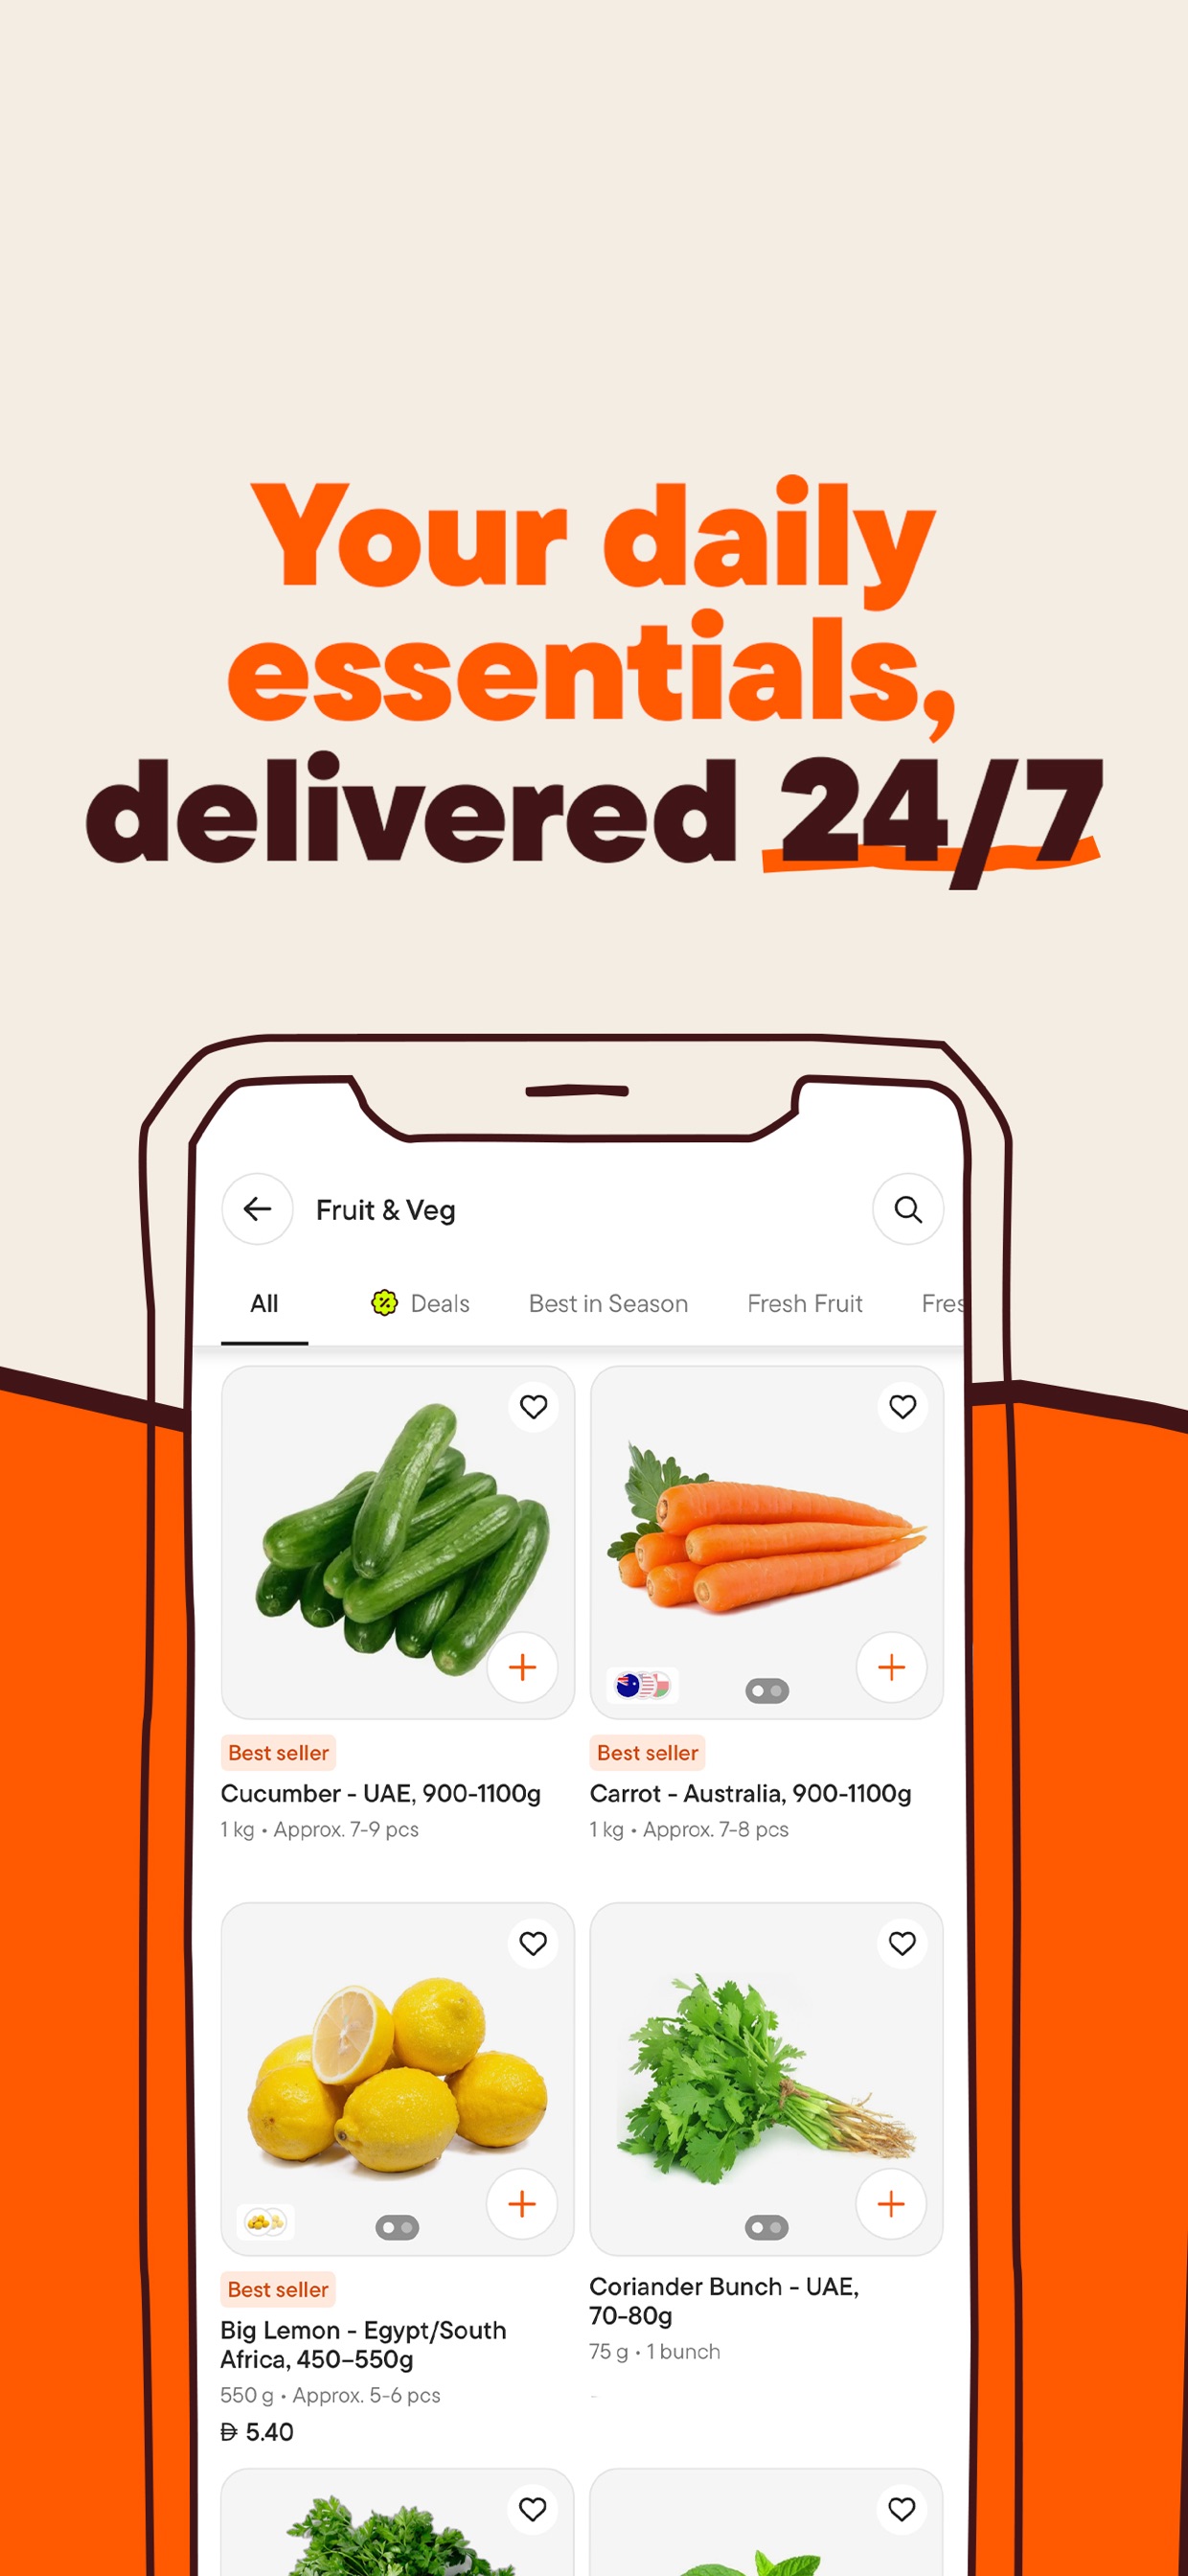 Your daily
essentials,
delivered 24/7
Fruit & Veg
All
Deals
Best in Season
Fresh Fruit
Fres
Best seller
Cucumber - UAE, 900-1100g
1 kg • Approx. 7-9 pcs
Best seller
Carrot - Australia, 900-1100g
1 kg • Approx. 7-8 pcs
Best seller
Big Lemon - Egypt/South
Africa, 450–550g
550 g • Approx. 5-6 pcs
5.40
Coriander Bunch - UAE,
70-80g
75 g • 1 bunch